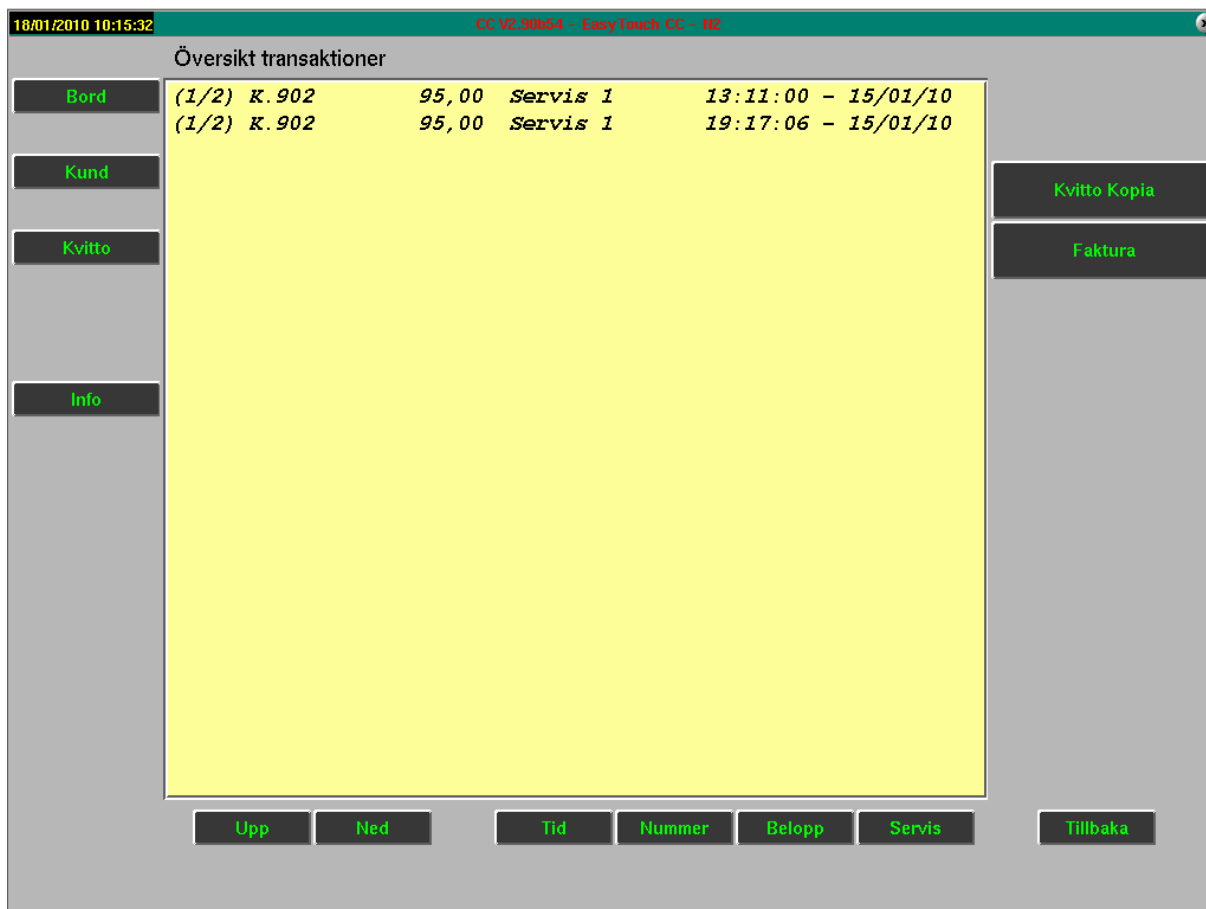 18/01/2010 10:15:32
CC V2.90b54 - EasyTouch CC - N2
Översikt transaktioner
Bord
(1/2) K.902 95,00 Servis 1 13:11:00 - 15/01/10
(1/2) K.902 95,00 Servis 1 19:17:06 - 15/01/10
Kund
Kvitto
Info
Kvitto Kopia
Faktura
Upp Ned Tid Nummer Belopp Servis Tillbaka